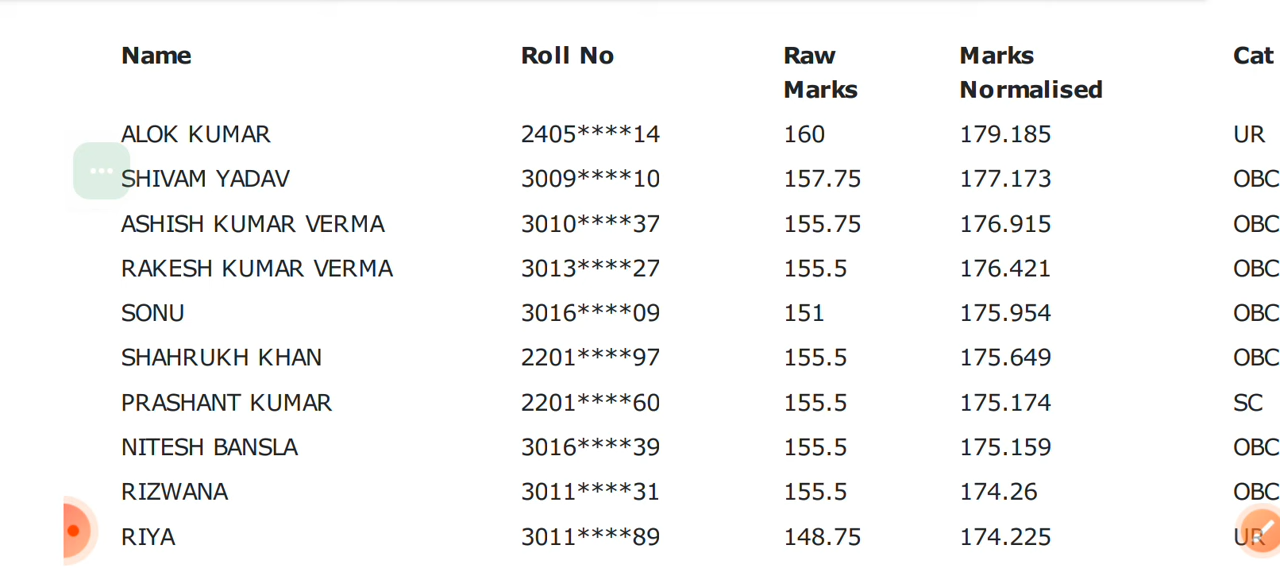 Name Roll No Raw Marks Cat
Marks Normalised
ALOK KUMAR 2405****14 160 179.185 UR
SHIVAM YADAV 3009****10 157.75 177.173 OBC
ASHISH KUMAR VERMA 3010****37 155.75 176.915 OBC
RAKESH KUMAR VERMA 3013****27 155.5 176.421 OBC
SONU 3016****09 151 175.954 OBC
SHAHRUKH KHAN 2201****97 155.5 175.649 OBC
PRASHANT KUMAR 2201****60 155.5 175.174 SC
NITESH BANSLA 3016****39 155.5 175.159 OBC
RIZWANA 3011****31 155.5 174.26 OBC
RIYA 3011****89 148.75 174.225 UR